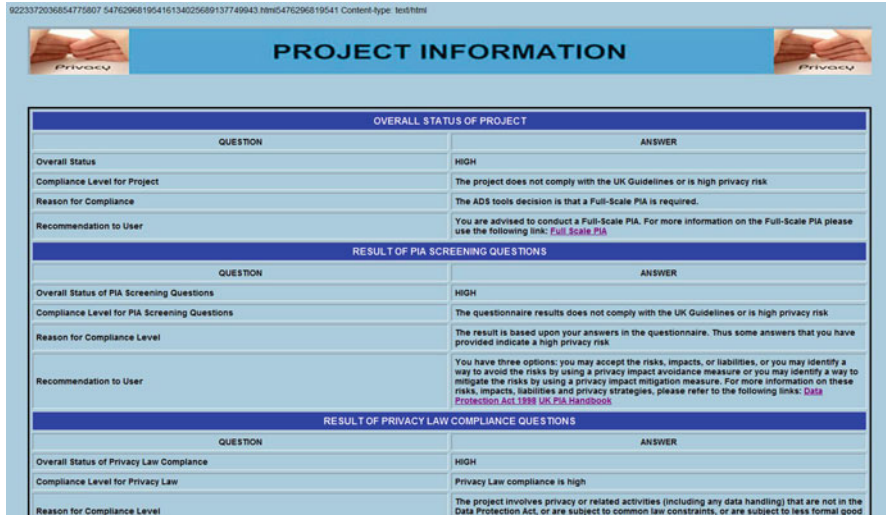 9223372036854775807 5476296819541613402568913774943.html5476296819541 Content-type: text/html
Privacy
PROJECT INFORMATION
Privacy
OVERALL STATUS OF PROJECT
QUESTION
ANSWER
Overall Status
HIGH
Compliance Level for Project
The project does not comply with the UK Guidelines or is high privacy risk
Reason for Compliance
The ADS tools decision is that a Full-Scale PIA is required.
Recommendation to User
You are advised to conduct a Full-Scale PIA. For more information on the Full-Scale PIA please
use the following link: Full Scale PIA
RESULT OF PIA SCREENING QUESTIONS
QUESTION
ANSWER
Overall Status of PIA Screening Questions
HIGH
Compliance Level for PIA Screening Questions
The questionnaire results does not comply with the UK Guidelines or is high privacy risk
Reason for Compliance Level
The result is based upon your answers in the questionnaire. Thus some answers that you have
provided indicate a high privacy risk
Recommendation to User
You have three options: you may accept the risks, impacts, or liabilities, or you may identify a
way to avoid the risks by using a privacy impact avoidance measure or you may identify a way to
mitigate the risks by using a privacy impact mitigation measure. For more information on these
risks, impacts, liabilities and privacy strategies, please refer to the following links: Data
Protection Act 1998 UK PIA Handbook
RESULT OF PRIVACY LAW COMPLIANCE QUESTIONS
QUESTION
ANSWER
Overall Status of Privacy Law Complance
HIGH
Compliance Level for Privacy Law
Privacy Law compliance is high
Reason for Compliance Level
The project involves privacy or related activities (including any data handling) that are not in the
Data Protection Act, or are subject to common law constraints, or are subject to less formal good